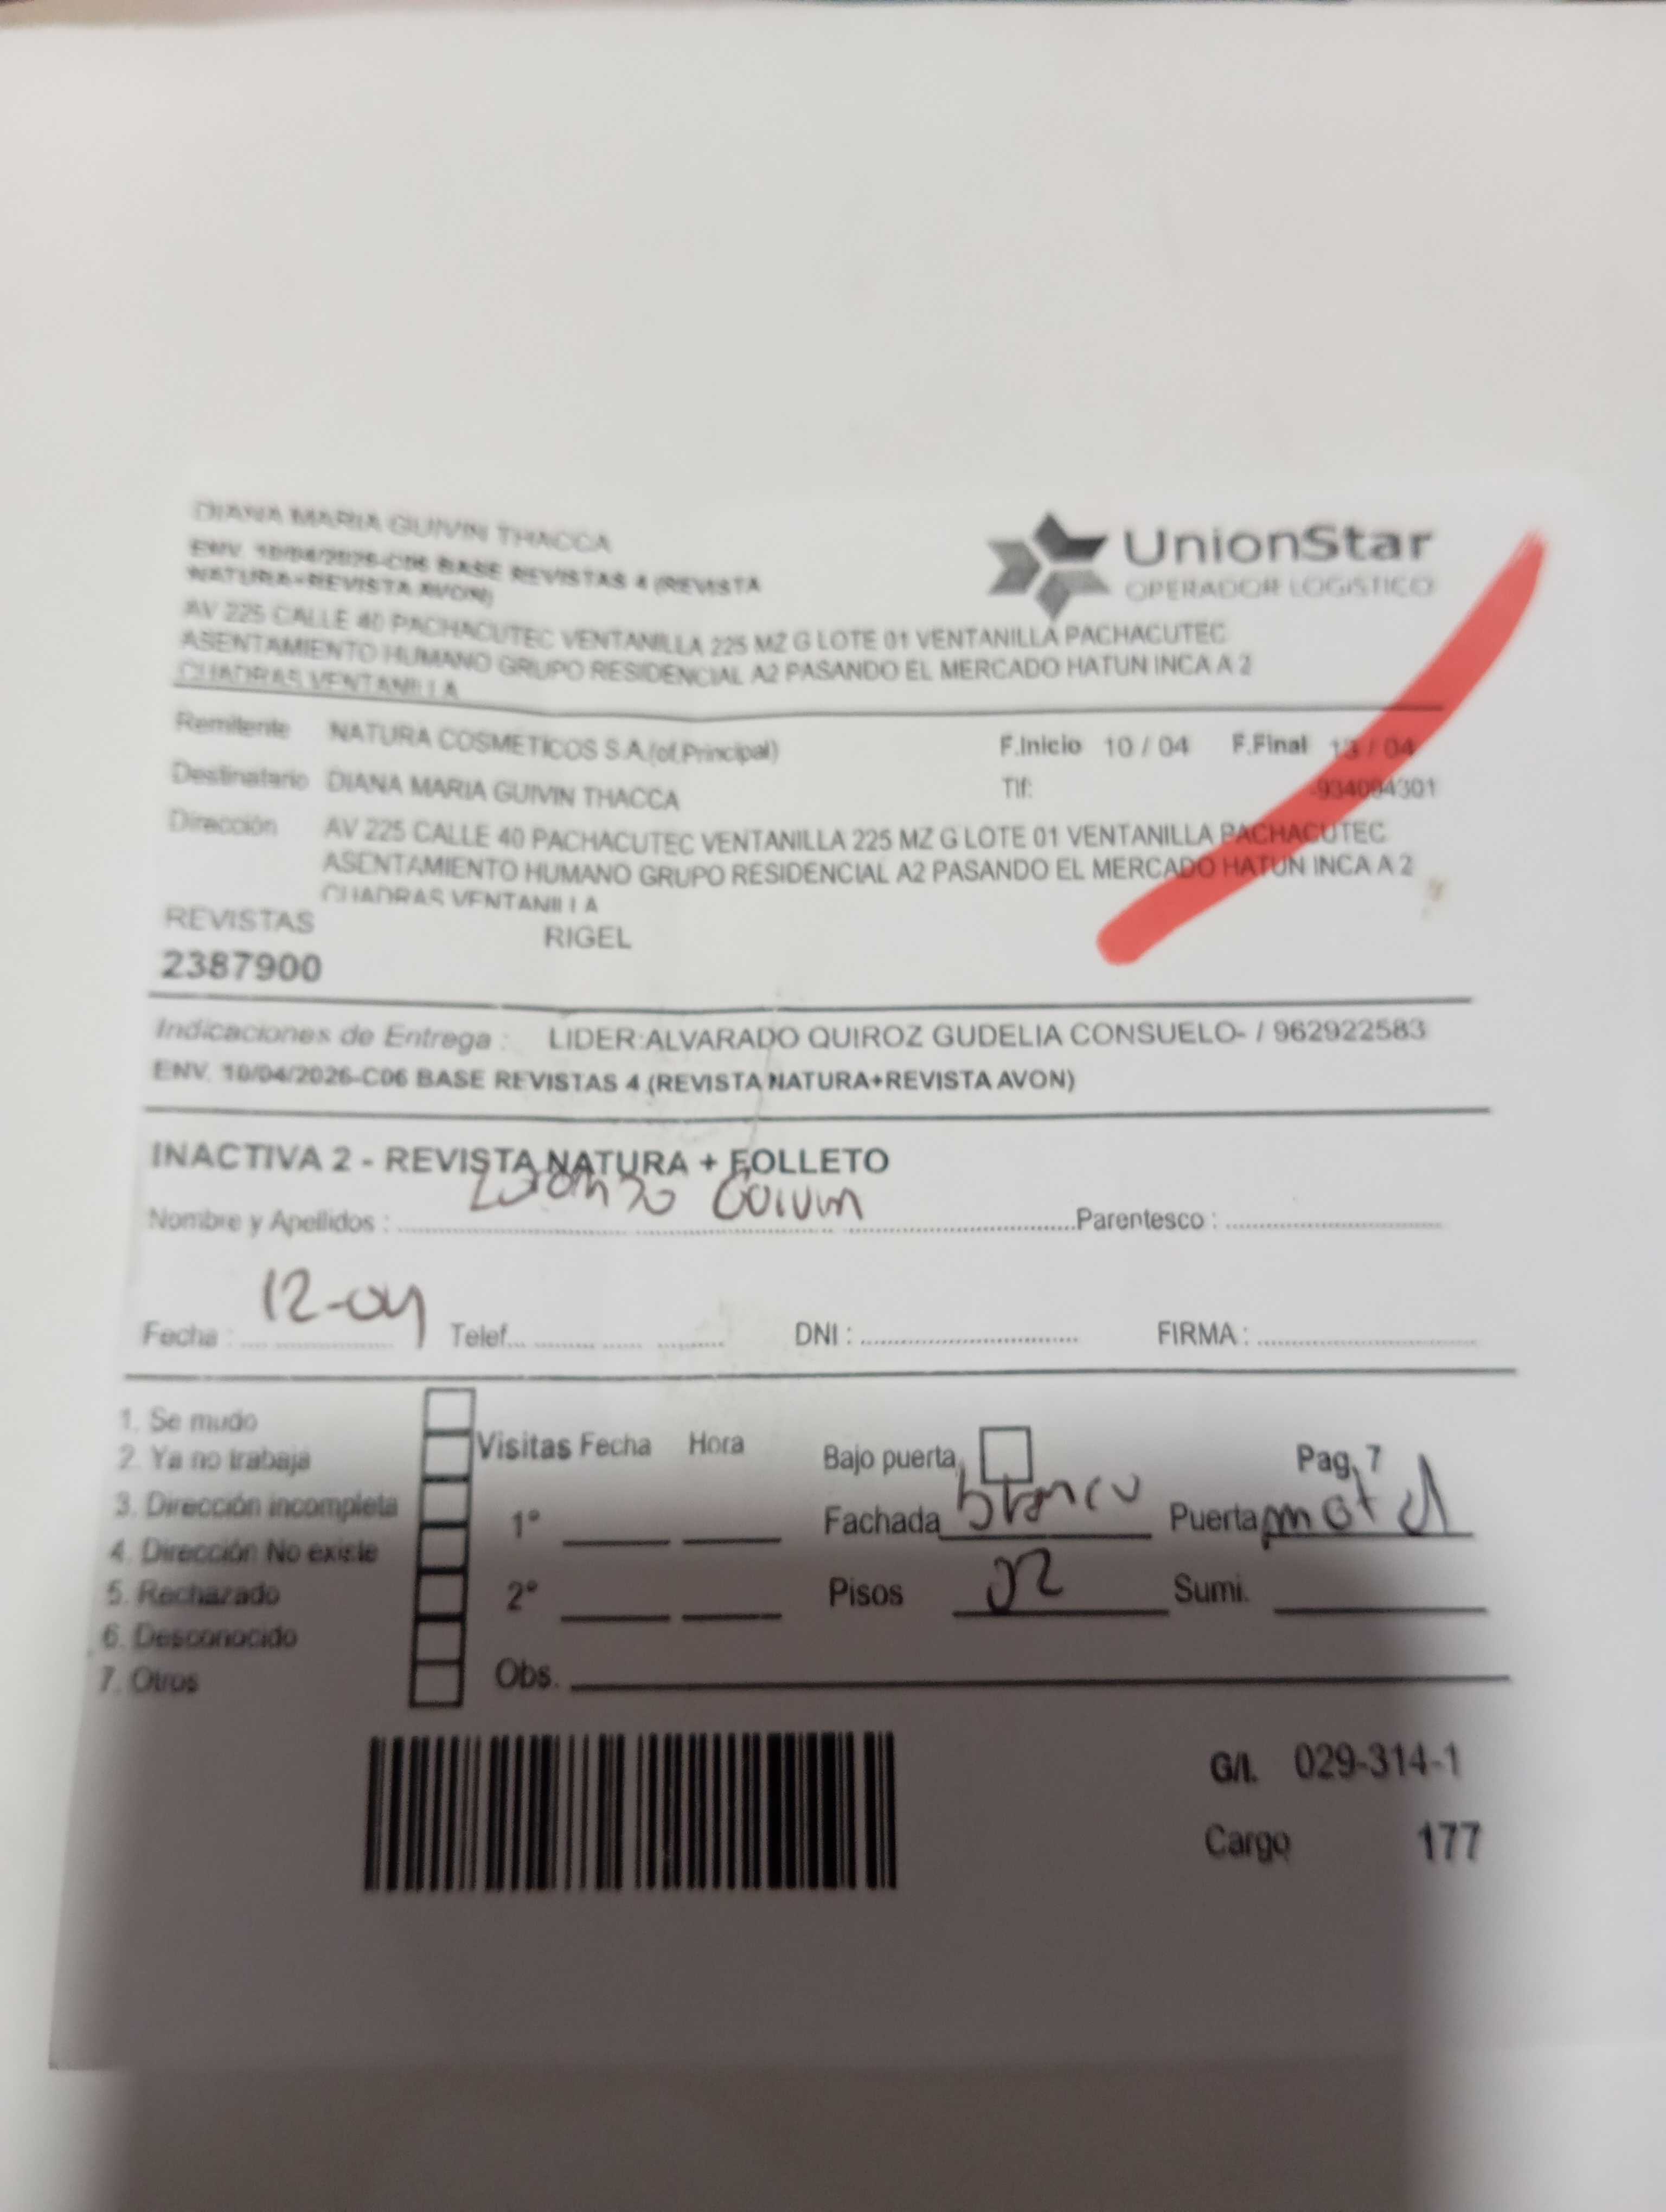 DIANA MARIA GUIVIN THACCA
ENV. 10/04/2026-C06 BASE REVISTAS 4 (REVISTA
NATURA+REVISTA AVON)
AV 225 CALLE 40 PACHACUTEC VENTANILLA 225 MZ G LOTE 01 VENTANILLA PACHACUTEC
ASENTAMIENTO HUMANO GRUPO RESIDENCIAL A2 PASANDO EL MERCADO HATUN INCA A 2
CUADRAS VENTANILLA
UnionStar
OPERADOR LOGISTICO
Remitente NATURA COSMETICOS S.A.(of.Principal)
F.Inicio 10 / 04 F.Final 13 / 04
Destinatario DIANA MARIA GUIVIN THACCA
Tlf: -934094301
Dirección AV 225 CALLE 40 PACHACUTEC VENTANILLA 225 MZ G LOTE 01 VENTANILLA PACHACUTEC
ASENTAMIENTO HUMANO GRUPO RESIDENCIAL A2 PASANDO EL MERCADO HATUN INCA A 2
CUADRAS VENTANILLA
REVISTAS RIGEL
2387900
Indicaciones de Entrega : LIDER:ALVARADO QUIROZ GUDELIA CONSUELO- / 962922583
ENV. 10/04/2026-C06 BASE REVISTAS 4 (REVISTA NATURA+REVISTA AVON)
INACTIVA 2 - REVISTA NATURA + FOLLETO
Nombre y Apellidos : Guivin Parentesco :
Fecha : 12-04 Telef. DNI : FIRMA :
1. Se mudo
2. Ya no trabaja
3. Dirección incompleta
4. Dirección No existe
5. Rechazado
6. Desconocido
7. Otros
Visitas Fecha Hora
1°
2°
Obs.
Bajo puerta Pag. 7
Fachada blanco Puerta metal
Pisos 02 Sumi.
G/I. 029-314-1
Cargo 177